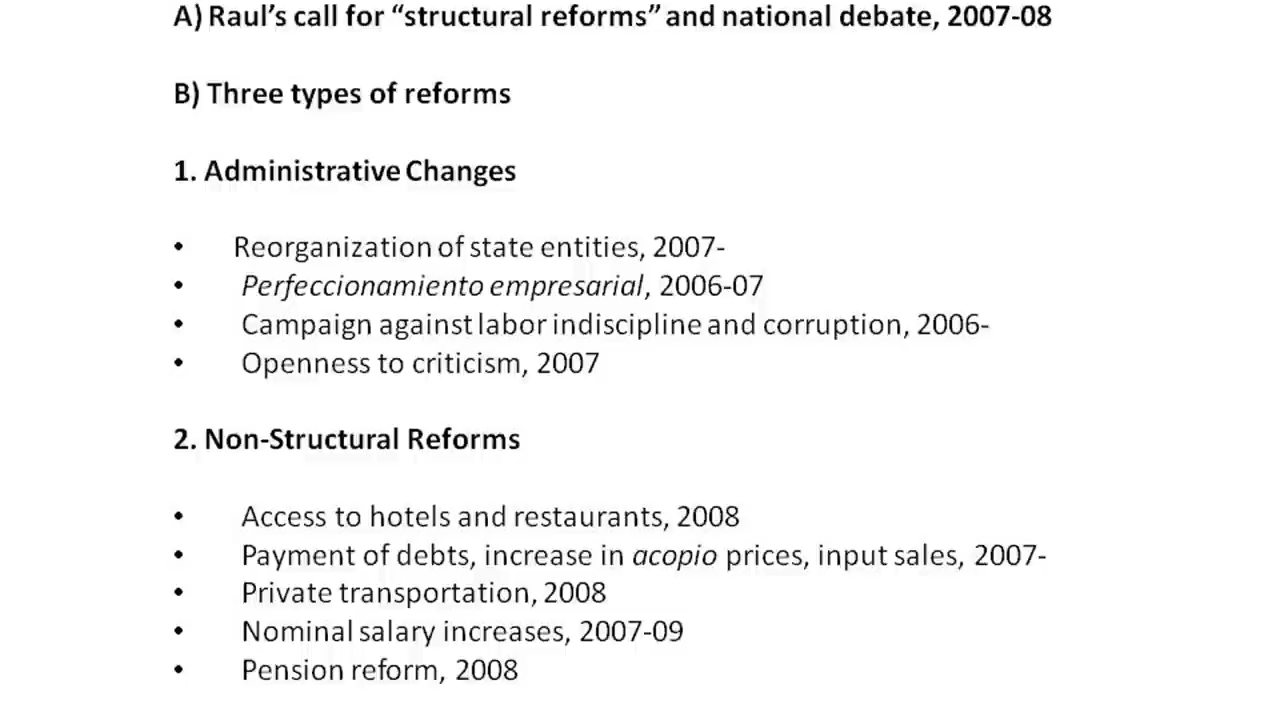 A) Raul’s call for “structural reforms” and national debate, 2007-08
B) Three types of reforms
1. Administrative Changes
• Reorganization of state entities, 2007-
• Perfeccionamiento empresarial, 2006-07
• Campaign against labor indiscipline and corruption, 2006-
• Openness to criticism, 2007
2. Non-Structural Reforms
• Access to hotels and restaurants, 2008
• Payment of debts, increase in acopio prices, input sales, 2007-
• Private transportation, 2008
• Nominal salary increases, 2007-09
• Pension reform, 2008